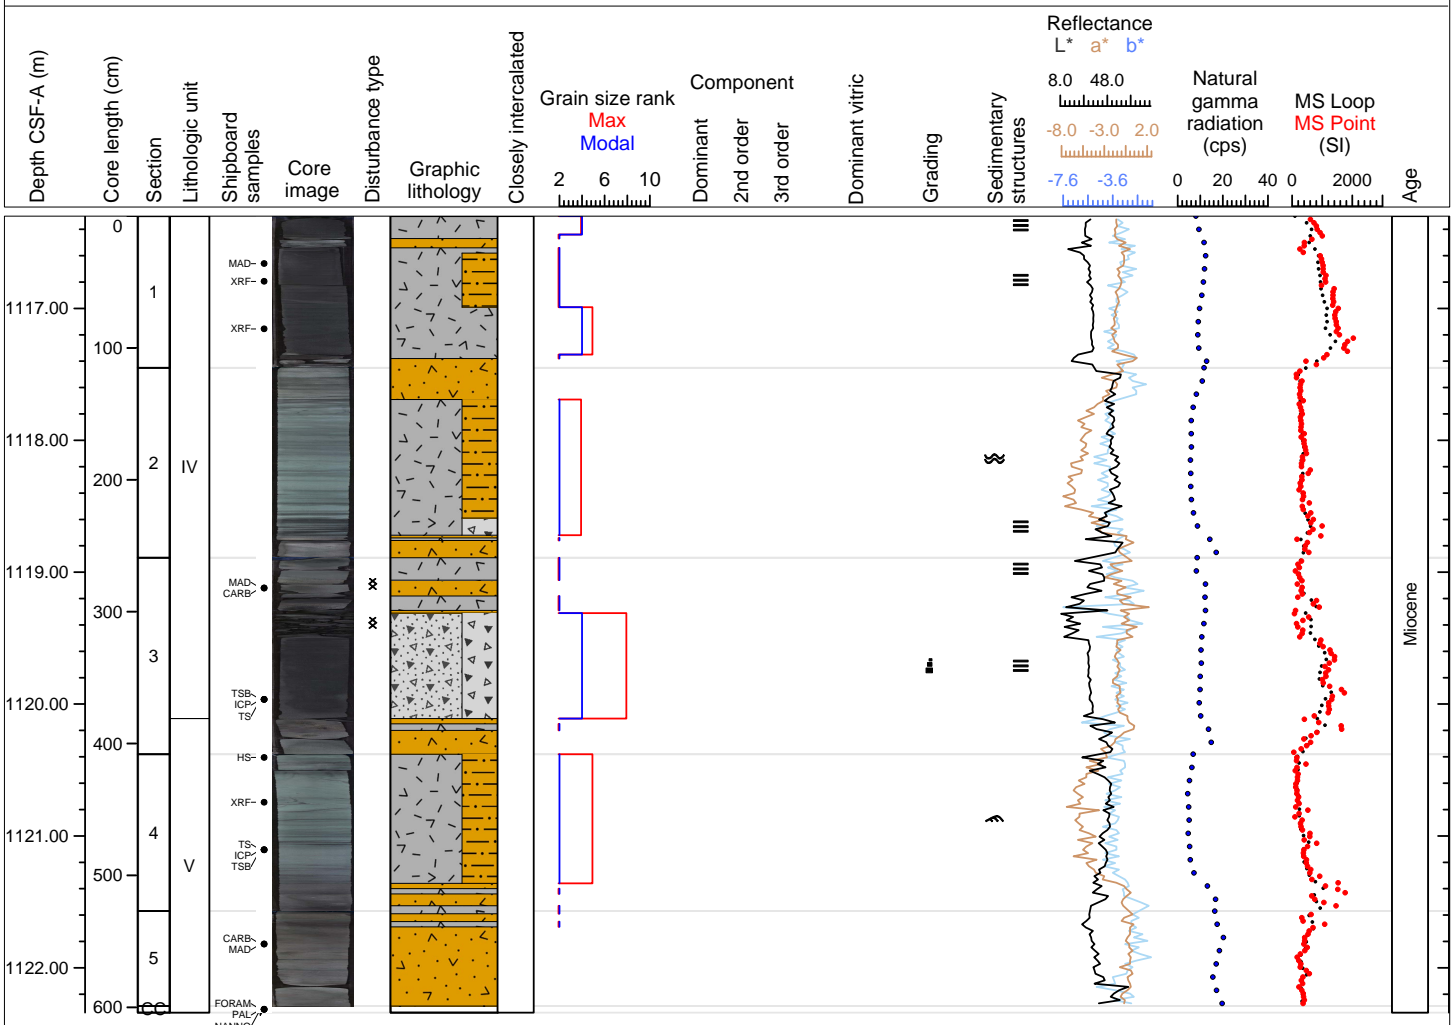 Depth CSF-A (m)
Core length (cm)
Section
Lithologic unit
Shipboard
samples
Core
image
Disturbance type
Graphic
lithology
Closely intercalated
Grain size rank
Max
Modal
2 6 10
Component
Dominant
2nd order
3rd order
Dominant vitric
Grading
Sedimentary
structures
Reflectance
L* a* b*
8.0 48.0
-8.0 -3.0 2.0
-7.6 -3.6
Natural
gamma
radiation
(cps)
0 20 40
MS Loop
MS Point
(SI)
0 2000
Age
0
100
200
300
400
500
600
1117.00
1118.00
1119.00
1120.00
1121.00
1122.00
1
2
3
4
5
CC
IV
V
MAD
XRF
XRF
MAD
CARB
TSB
ICP
TS
HS
XRF
TS
ICP
TSB
CARB
MAD
FORAM
PAL
NANNO
Miocene